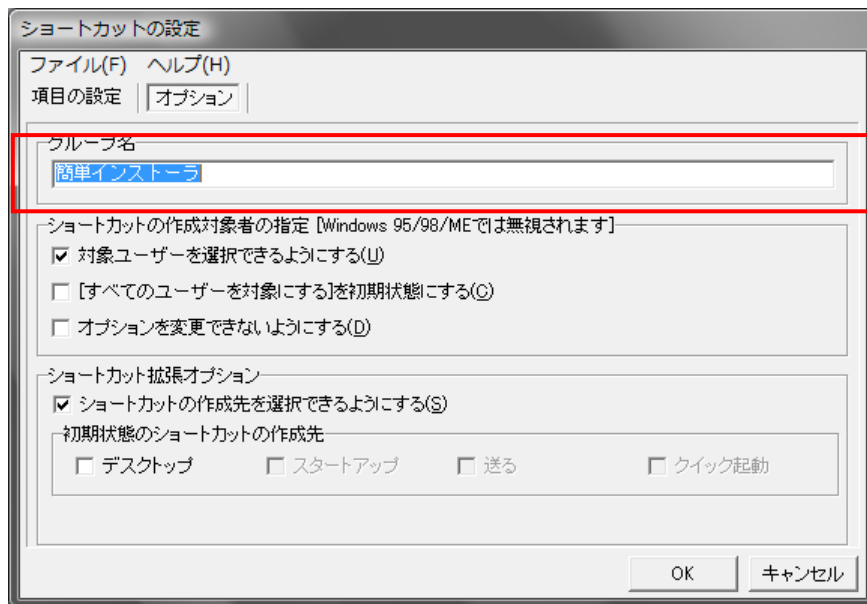 ショートカットの設定
ファイル(F) ヘルプ(H)
項目の設定 オプション
グループ名
簡単インストーラ
ショートカットの作成対象者の指定 [Windows 95/98/MEでは無視されます]
対象ユーザーを選択できるようにする(U)
[すべてのユーザーを対象にする]を初期状態にする(C)
オプションを変更できないようにする(D)
ショートカット拡張オプション
ショートカットの作成先を選択できるようにする(S)
初期状態のショートカットの作成先
デスクトップ スタートアップ 送る クイック起動
OK キャンセル